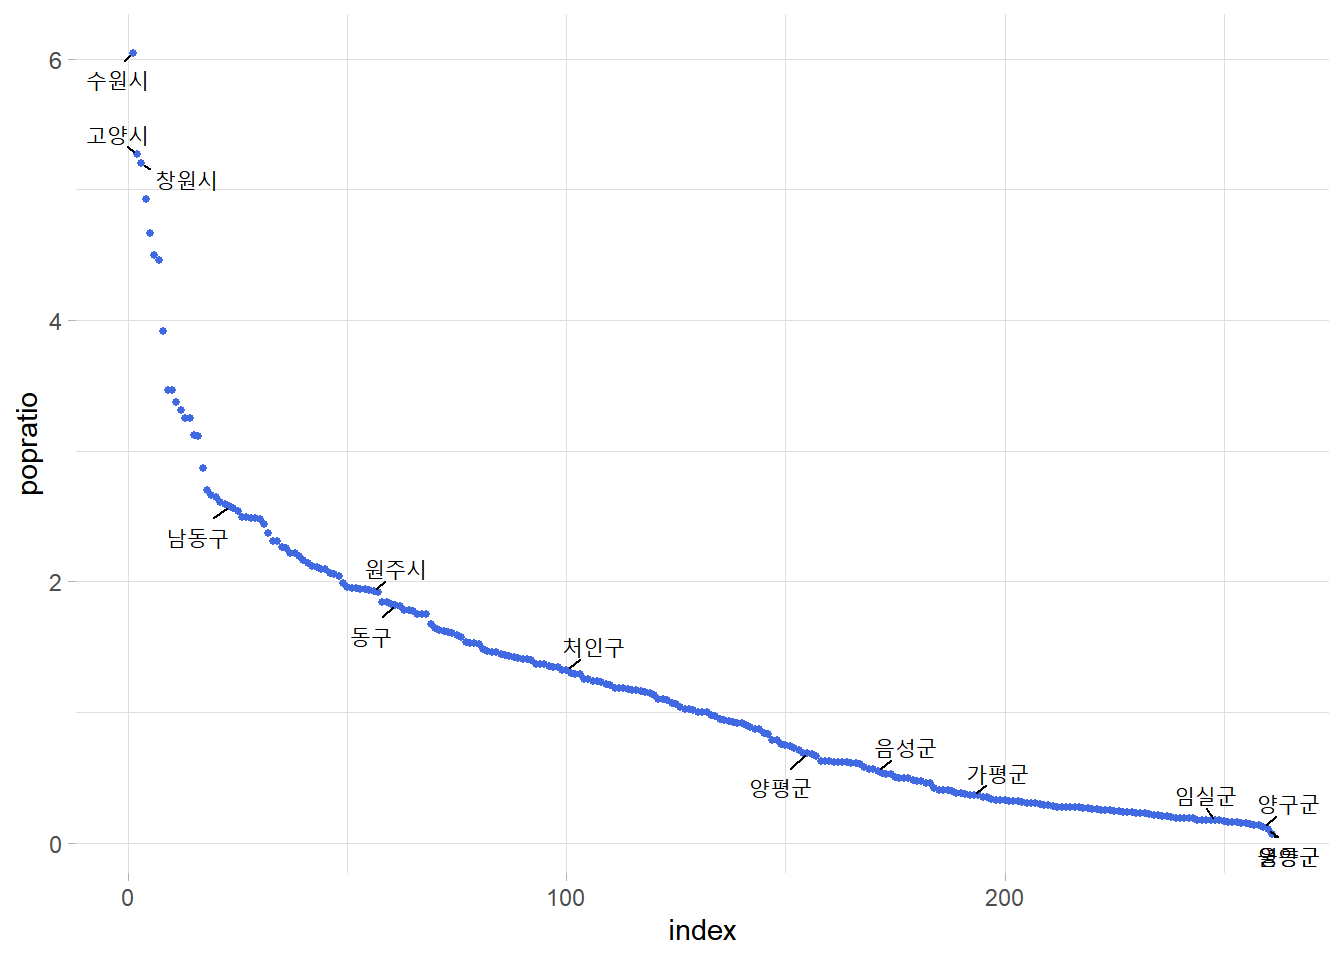 6
수원시
고양시
창원시
4
popratio
남동구
원주시
2
동구
처인구
음성군
양평군
가평군
임실군
양구군
0
0
100
200
index